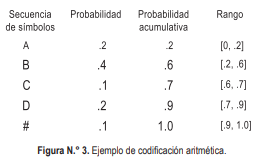 Secuencia de símbolos Probabilidad Probabilidad acumulativa Rango
A .2 .2 [0, .2]
B .4 .6 [.2, .6]
C .1 .7 [.6, .7]
D .2 .9 [.7, .9]
# .1 1.0 [.9, 1.0]
Figura N.° 3. Ejemplo de codificación aritmética.